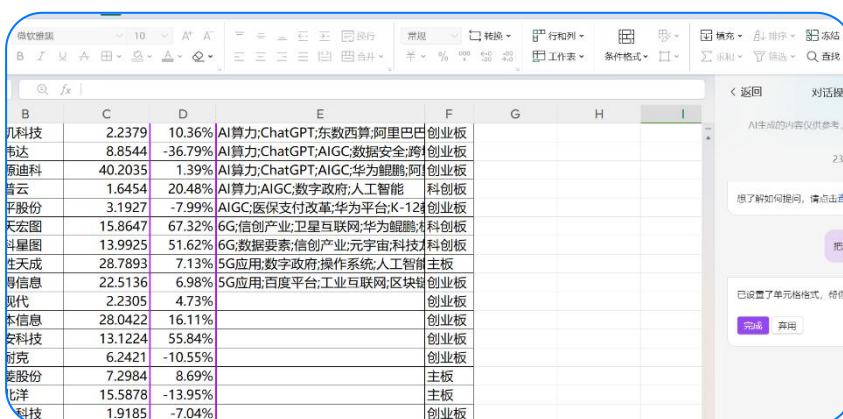 微软雅黑 10 A⁺ A⁻ 换行 常规 转换 行和列 填充 排序 冻结
B I U A A 合并 ¥ % 000 工作表 条件格式 求和 筛选 查找
fx 返回
B C D E F G H I
机科技 2.2379 10.36% AI算力;ChatGPT;东数西算;阿里巴巴 创业板
韦达 8.8544 -36.79% AI算力;ChatGPT;AIGC;数据安全;跨 创业板
源迪科 40.2035 1.39% AI算力;ChatGPT;AIGC;华为鲲鹏;阿 创业板
普云 1.6454 20.48% AI算力;AIGC;数字政府;人工智能 科创板
平股份 3.1927 -7.99% AIGC;医保支付改革;华为平台;K-12 创业板
天宏图 15.8647 67.32% 6G;信创产业;卫星互联网;华为鲲鹏; 科创板
科星图 13.9925 51.62% 6G;数据要素;信创产业;元宇宙;科技 科创板
胜天成 28.7893 7.13% 5G应用;数字政府;操作系统;人工智能 主板
得信息 22.5136 6.98% 5G应用;百度平台;工业互联网;区块链 创业板
现代 2.2305 4.73% 创业板
本信息 28.0422 16.11% 创业板
安科技 13.1224 55.84% 创业板
耐克 6.2421 -10.55% 创业板
姜股份 7.2984 8.69% 主板
北洋 15.5878 -13.95% 主板
科技 1.9185 -7.04% 创业板
对话操
AI生成的内容仅供参考，
23
想了解如何提问，请点击
把
已设置了单元格格式，帮你
完成 弃用